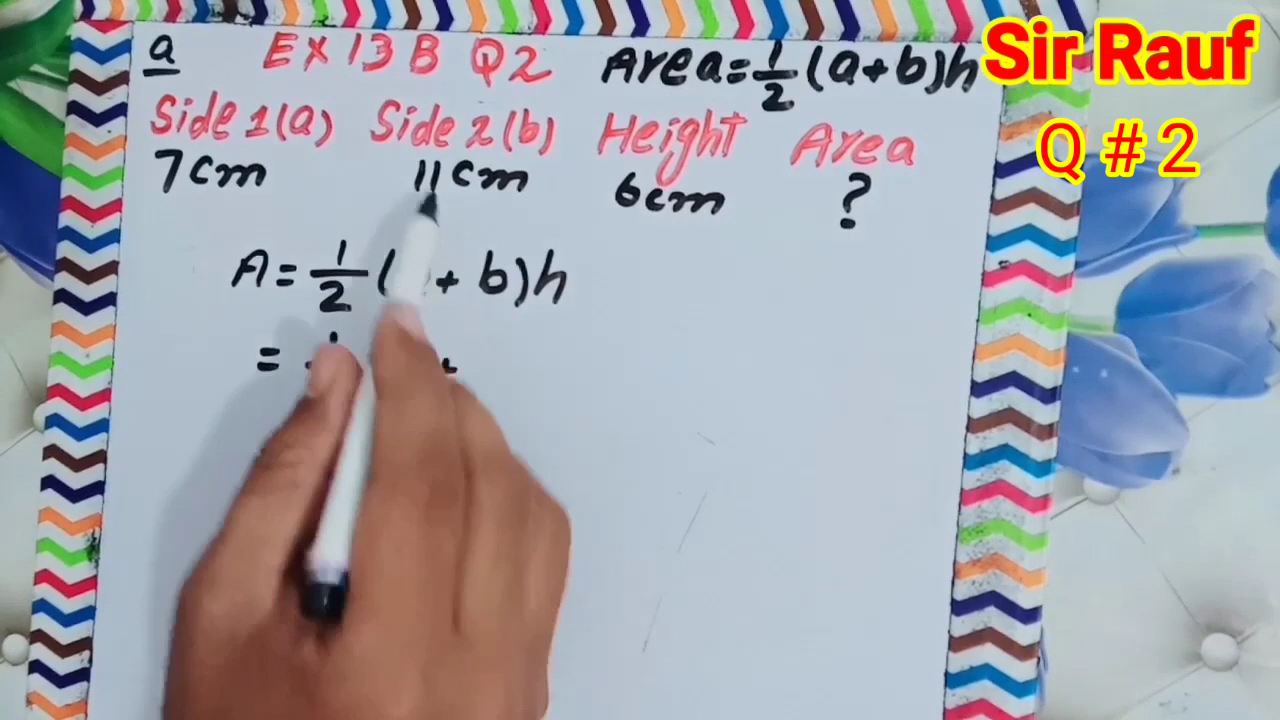 a EX 13 B Q2 Area = 1/2 (a+b)h
Sir Rauf
Q # 2
Side 1(a) Side 2(b) Height Area
7cm 11cm 6cm ?
A = 1/2 ( + b)h
=